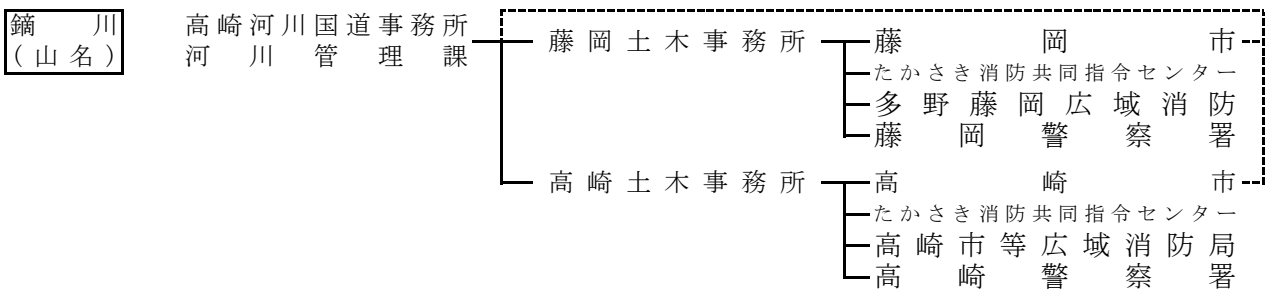 鏑川
(山名)
高崎河川国道事務所
河川管理課
藤岡土木事務所
藤岡市
たかさき消防共同指令センター
多野藤岡広域消防
藤岡警察署
高崎土木事務所
高崎市
たかさき消防共同指令センター
高崎市等広域消防局
高崎警察署